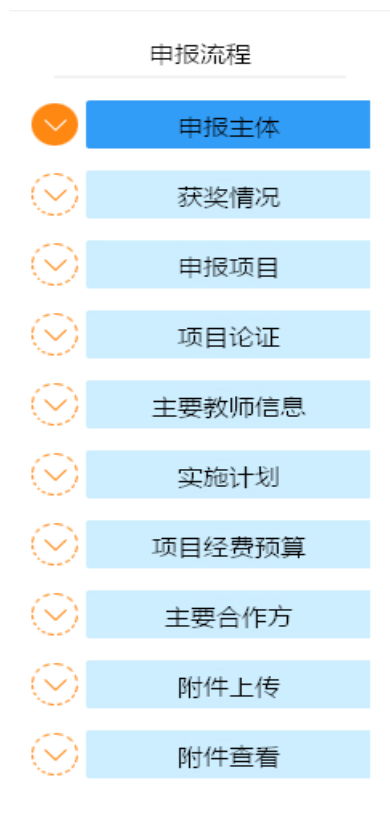 申报流程
申报主体
获奖情况
申报项目
项目论证
主要教师信息
实施计划
项目经费预算
主要合作方
附件上传
附件查看